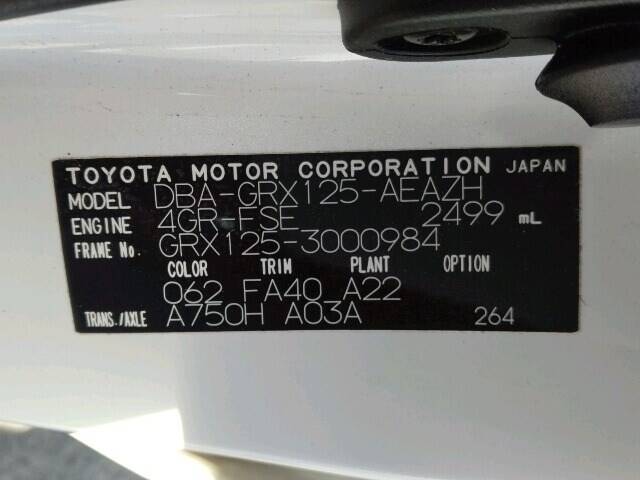 TOYOTA MOTOR CORPORATION JAPAN
MODEL DBA-GRX125-AEAZH
ENGINE 4GR-FSE 2499 mL
FRAME No. GRX125-3000984
COLOR TRIM PLANT OPTION
062 FA40 A22
TRANS./AXLE A750H A03A 264